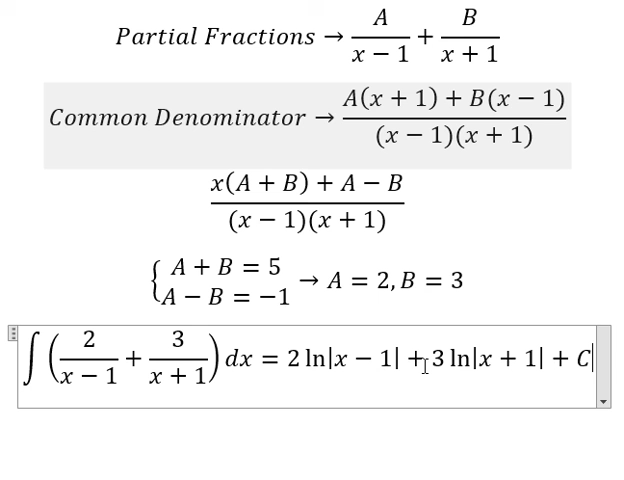 Partial Fractions → A/(x − 1) + B/(x + 1)
Common Denominator → (A(x + 1) + B(x − 1))/((x − 1)(x + 1))
(x(A + B) + A − B)/((x − 1)(x + 1))
{A + B = 5
A − B = −1 → A = 2, B = 3
∫ (2/(x − 1) + 3/(x + 1)) dx = 2 ln|x − 1| + 3 ln|x + 1| + C